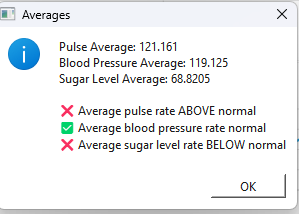 Averages
Pulse Average: 121.161
Blood Pressure Average: 119.125
Sugar Level Average: 68.8205
❌ Average pulse rate ABOVE normal
✅ Average blood pressure rate normal
❌ Average sugar level rate BELOW normal
OK